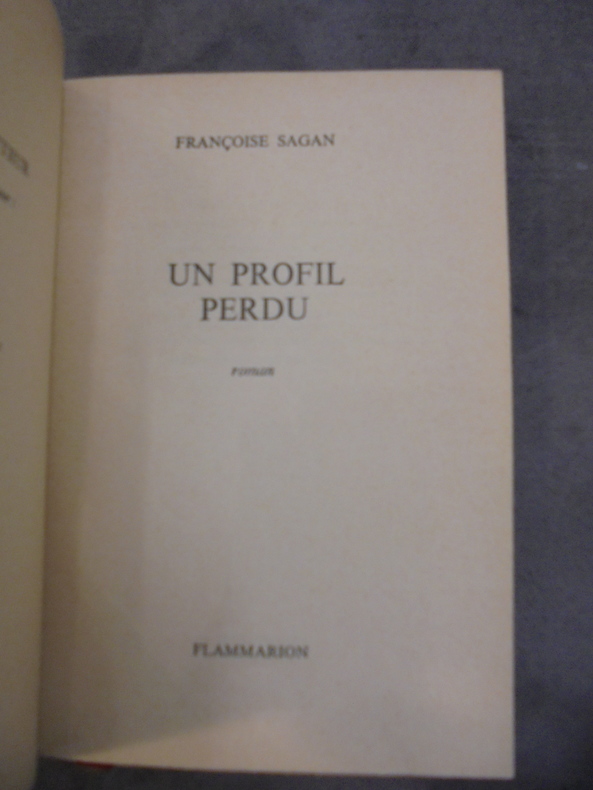 FRANÇOISE SAGAN
UN PROFIL
PERDU
roman
FLAMMARION